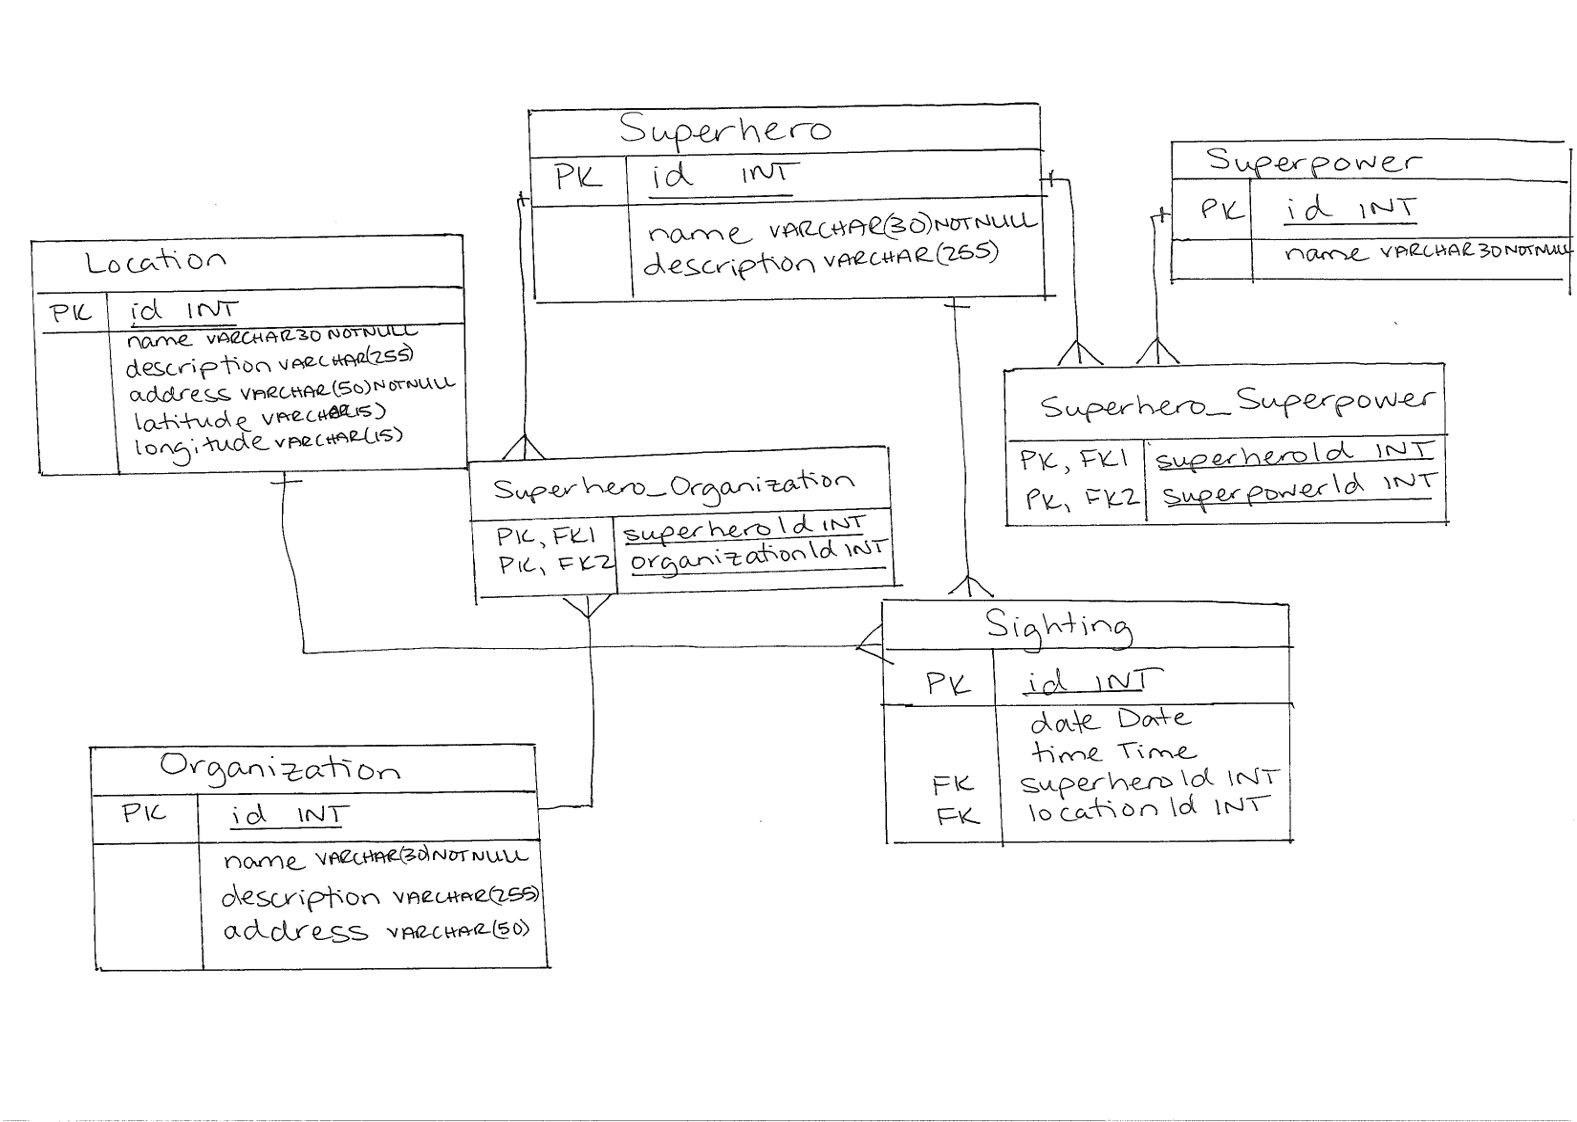 Superhero
PK id INT
name VARCHAR(30)NOTNULL
description VARCHAR(255)
Superpower
PK id INT
name VARCHAR30NOTNULL
Location
PK id INT
name VARCHAR30 NOTNULL
description VARCHAR(255)
address VARCHAR(50)NOTNULL
latitude VARCHAR15)
longitude VARCHAR(15)
Superhero_Superpower
PK, FK1 superheroId INT
PK, FK2 superpowerId INT
Superhero_Organization
PK, FK1 superheroId INT
PK, FK2 organizationId INT
Sighting
PK id INT
date Date
time Time
FK superheroId INT
FK locationId INT
Organization
PK id INT
name VARCHAR(30)NOTNULL
description VARCHAR(255)
address VARCHAR(50)